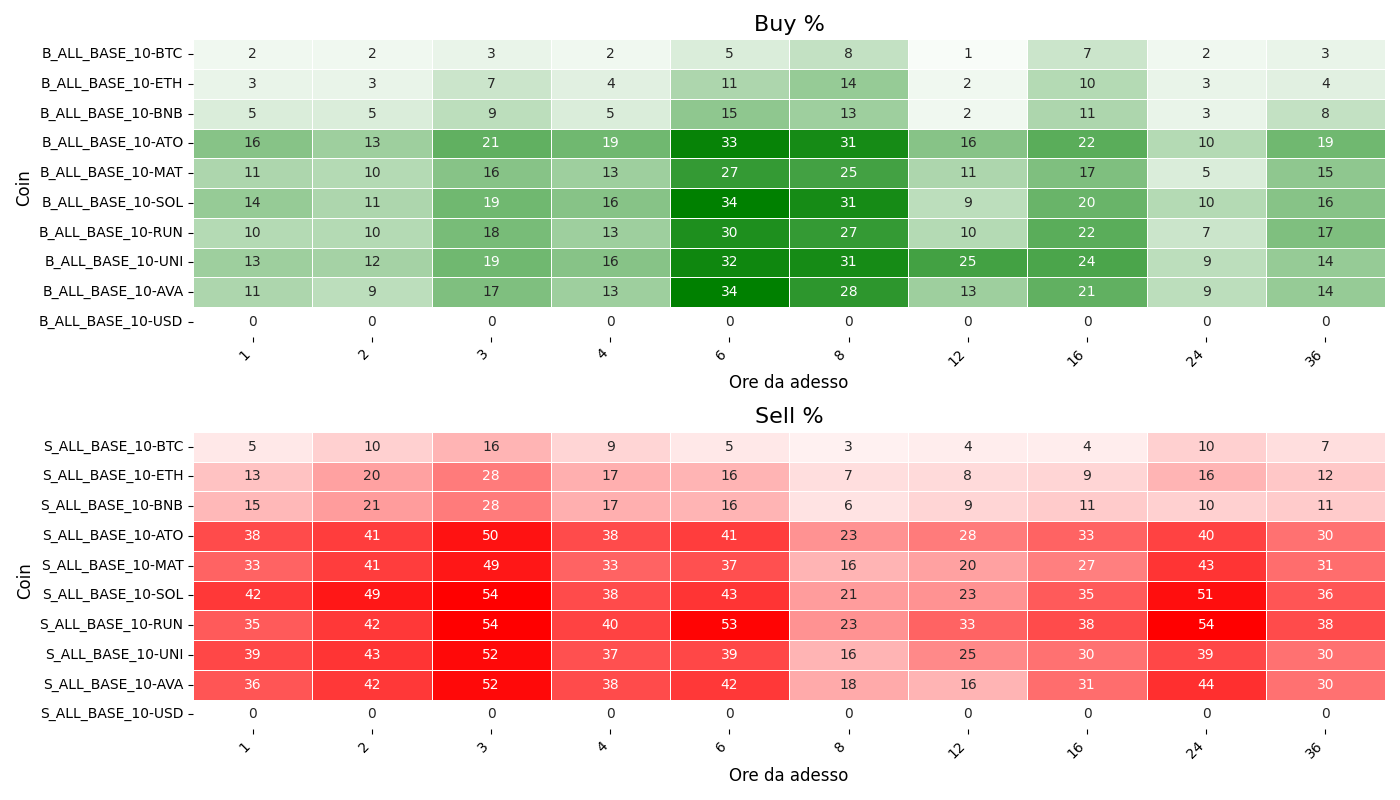 Buy %
Coin
B_ALL_BASE_10-BTC 2 2 3 2 5 8 1 7 2 3
B_ALL_BASE_10-ETH 3 3 7 4 11 14 2 10 3 4
B_ALL_BASE_10-BNB 5 5 9 5 15 13 2 11 3 8
B_ALL_BASE_10-ATO 16 13 21 19 33 31 16 22 10 19
B_ALL_BASE_10-MAT 11 10 16 13 27 25 11 17 5 15
B_ALL_BASE_10-SOL 14 11 19 16 34 31 9 20 10 16
B_ALL_BASE_10-RUN 10 10 18 13 30 27 10 22 7 17
B_ALL_BASE_10-UNI 13 12 19 16 32 31 25 24 9 14
B_ALL_BASE_10-AVA 11 9 17 13 34 28 13 21 9 14
B_ALL_BASE_10-USD 0 0 0 0 0 0 0 0 0 0
1 2 3 4 6 8 12 16 24 36
Ore da adesso
Sell %
Coin
S_ALL_BASE_10-BTC 5 10 16 9 5 3 4 4 10 7
S_ALL_BASE_10-ETH 13 20 28 17 16 7 8 9 16 12
S_ALL_BASE_10-BNB 15 21 28 17 16 6 9 11 10 11
S_ALL_BASE_10-ATO 38 41 50 38 41 23 28 33 40 30
S_ALL_BASE_10-MAT 33 41 49 33 37 16 20 27 43 31
S_ALL_BASE_10-SOL 42 49 54 38 43 21 23 35 51 36
S_ALL_BASE_10-RUN 35 42 54 40 53 23 33 38 54 38
S_ALL_BASE_10-UNI 39 43 52 37 39 16 25 30 39 30
S_ALL_BASE_10-AVA 36 42 52 38 42 18 16 31 44 30
S_ALL_BASE_10-USD 0 0 0 0 0 0 0 0 0 0
1 2 3 4 6 8 12 16 24 36
Ore da adesso